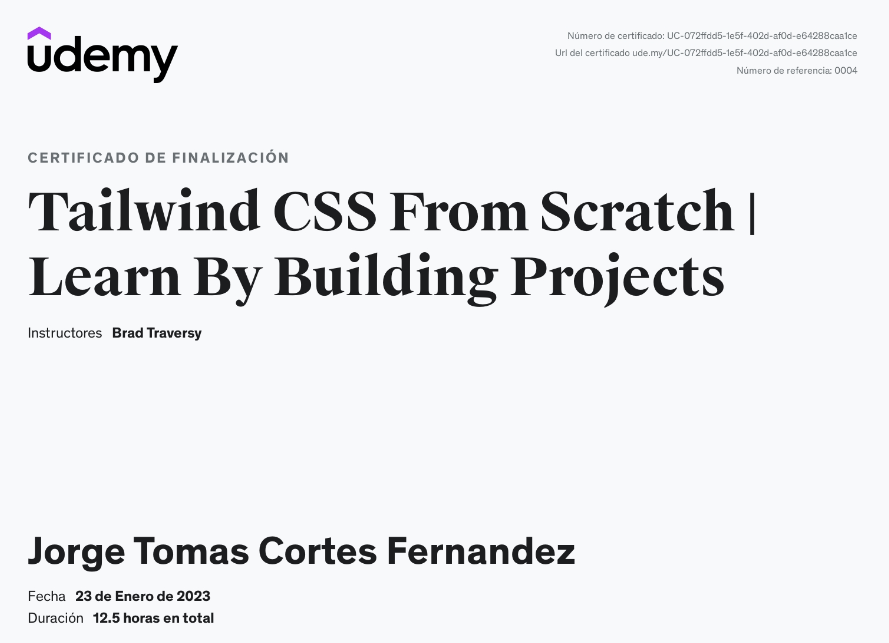 udemy
Número de certificado: UC-072ffdd5-1e5f-402d-af0d-e64288caa1ce
Url del certificado ude.my/UC-072ffdd5-1e5f-402d-af0d-e64288caa1ce
Número de referencia: 0004
CERTIFICADO DE FINALIZACIÓN
Tailwind CSS From Scratch |
Learn By Building Projects
Instructores Brad Traversy
Jorge Tomas Cortes Fernandez
Fecha 23 de Enero de 2023
Duración 12.5 horas en total